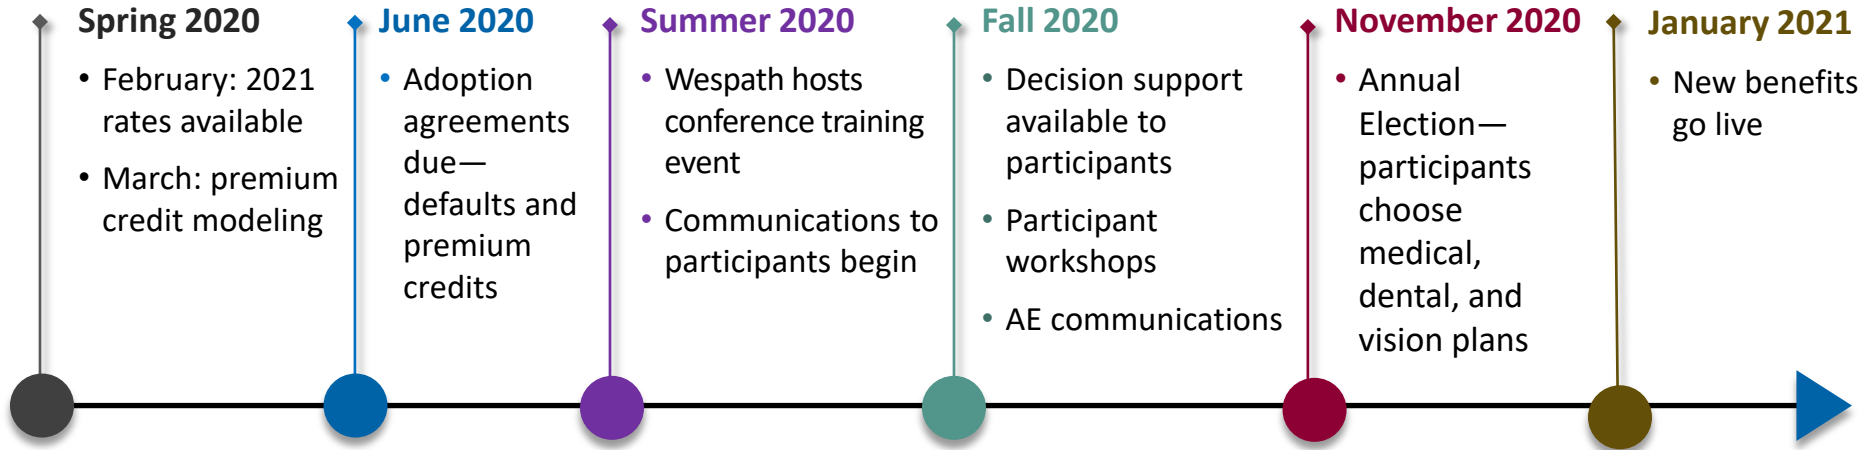 Spring 2020
• February: 2021
rates available
• March: premium
credit modeling
June 2020
• Adoption
agreements
due—
defaults and
premium
credits
Summer 2020
• Wespath hosts
conference training
event
• Communications to
participants begin
Fall 2020
• Decision support
available to
participants
• Participant
workshops
• AE communications
November 2020
• Annual
Election—
participants
choose
medical,
dental, and
vision plans
January 2021
• New benefits
go live